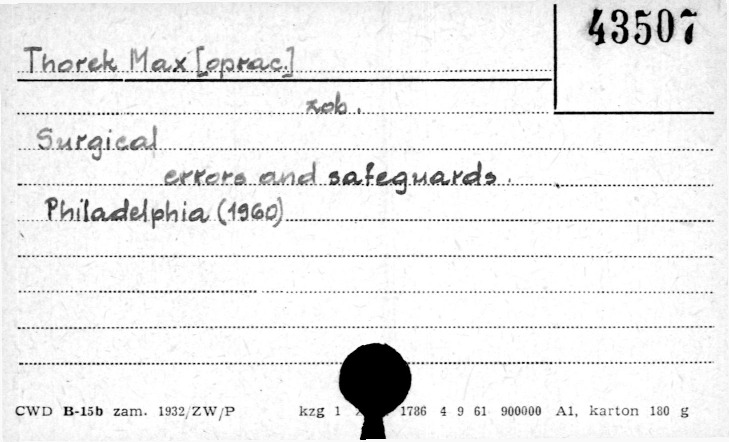 43507
Thorek Max [oprac.]
zob.
Surgical
errors and safeguards.
Philadelphia (1960)
CWD B-15b zam. 1932/ZW/P kzg 1 1786 4 9 61 900000 A1, karton 180 g